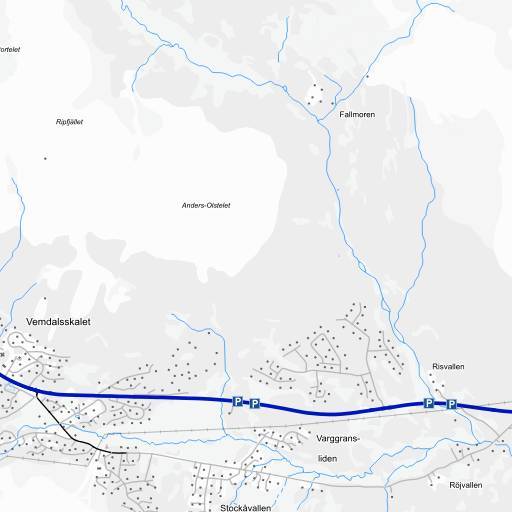 Ripfjället
Fallmoren
Anders-Olstelet
Vemdalsskalet
Risvallen
P P
P P
Varggrans-
liden
Röjvallen
Stockåvallen